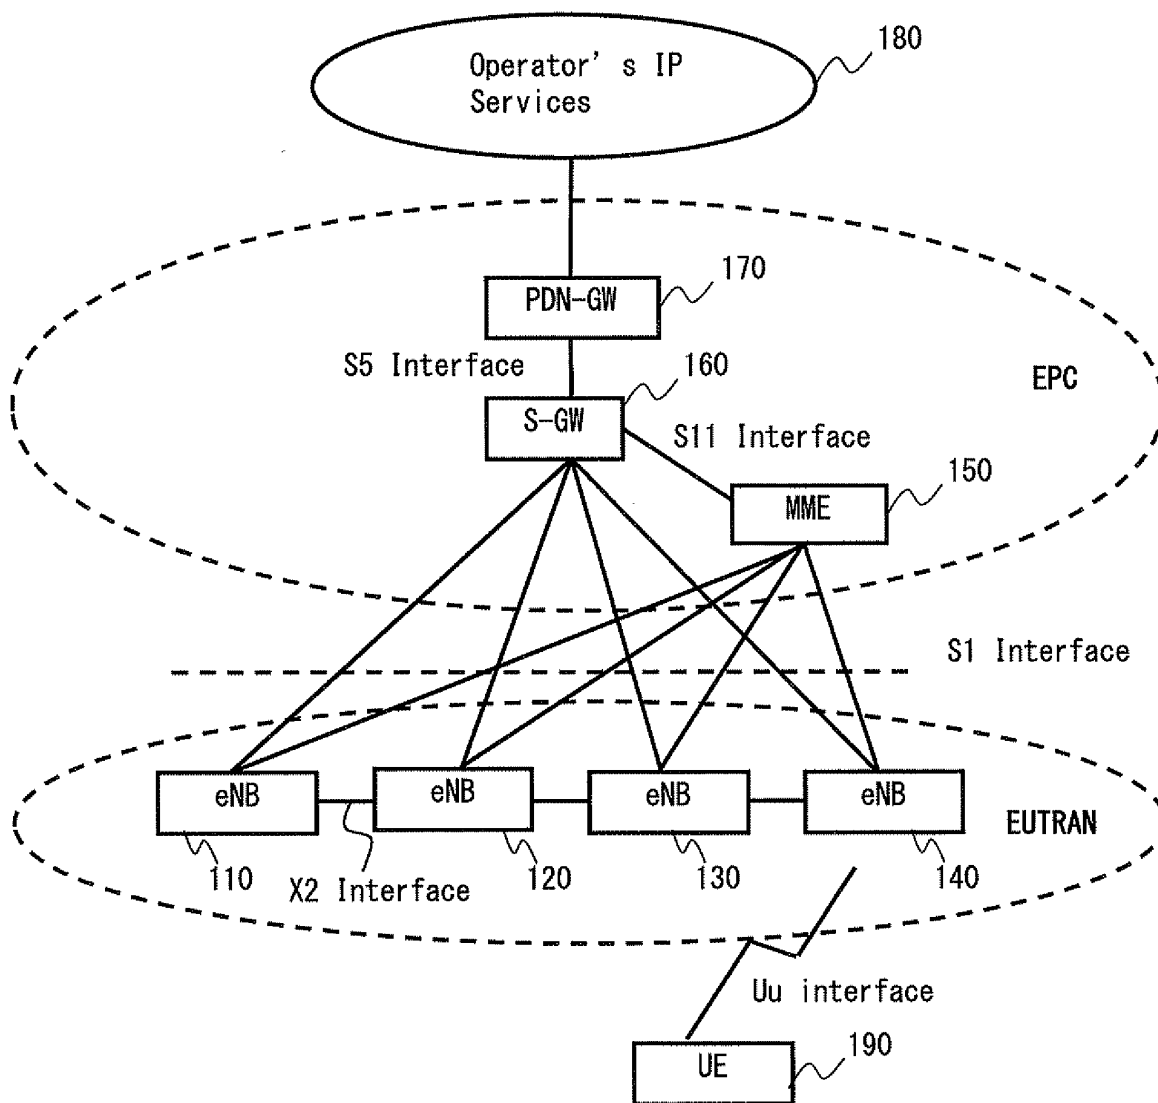 180
Operator's IP
Services
170
PDN-GW
S5 Interface
160
EPC
S-GW
S11 Interface
150
MME
S1 Interface
eNB
eNB
eNB
eNB
EUTRAN
110
X2 Interface
120
130
140
Uu interface
190
UE